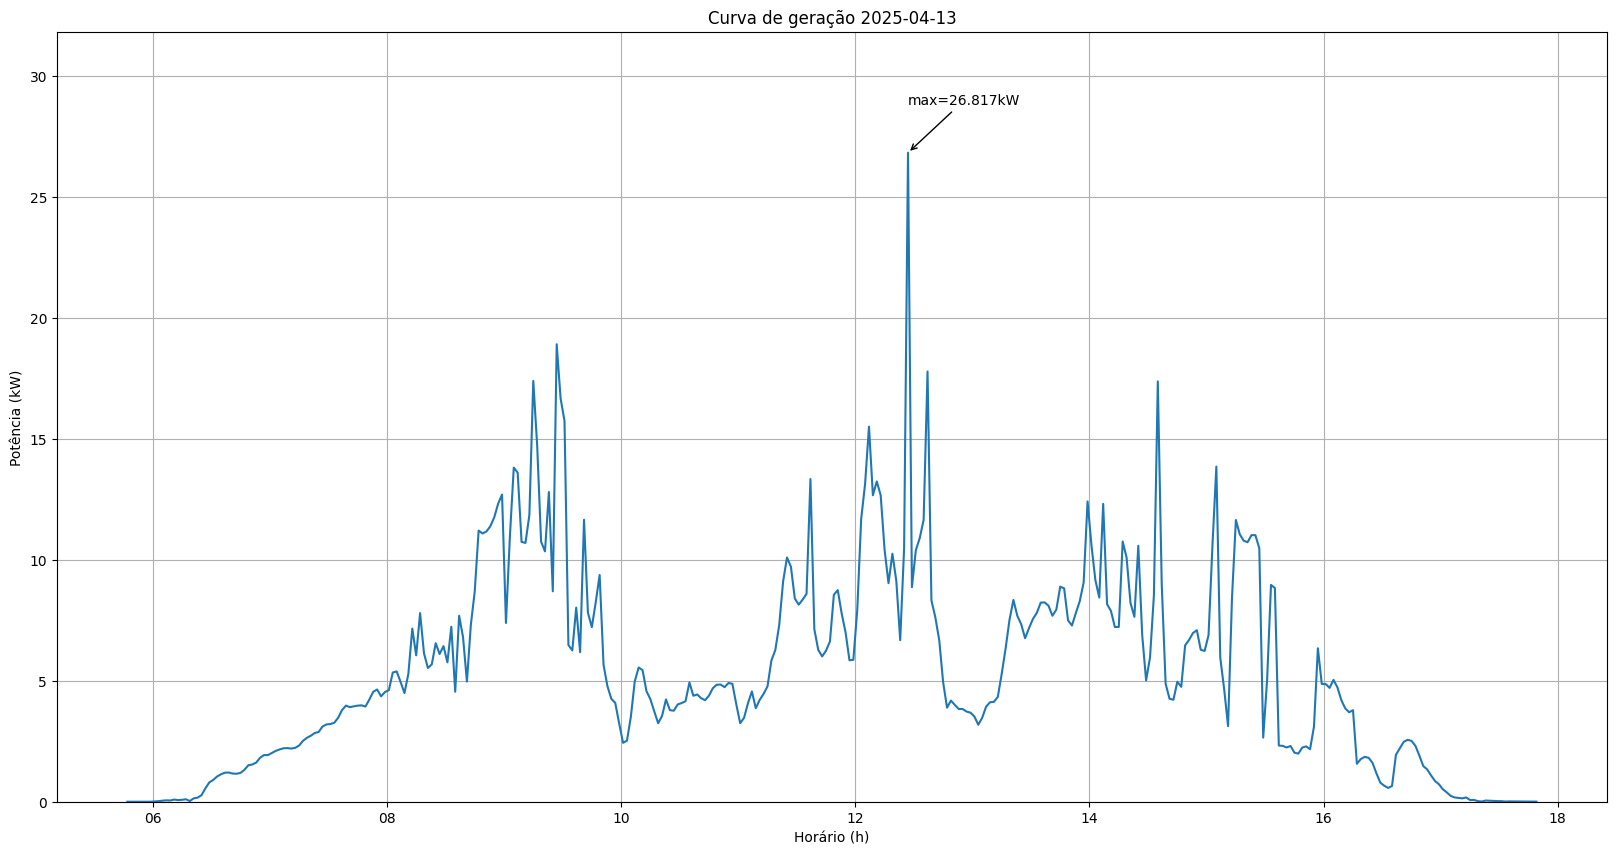 Curva de geração 2025-04-13
30
max=26.817kW
25
20
15
10
5
0
Potência (kW)
06 08 10 12 14 16 18
Horário (h)